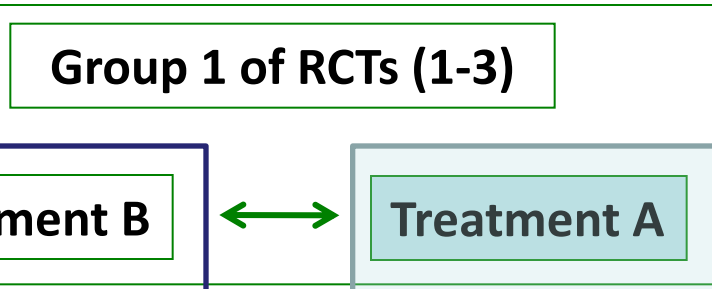 Group 1 of RCTs (1-3)
ment B
Treatment A